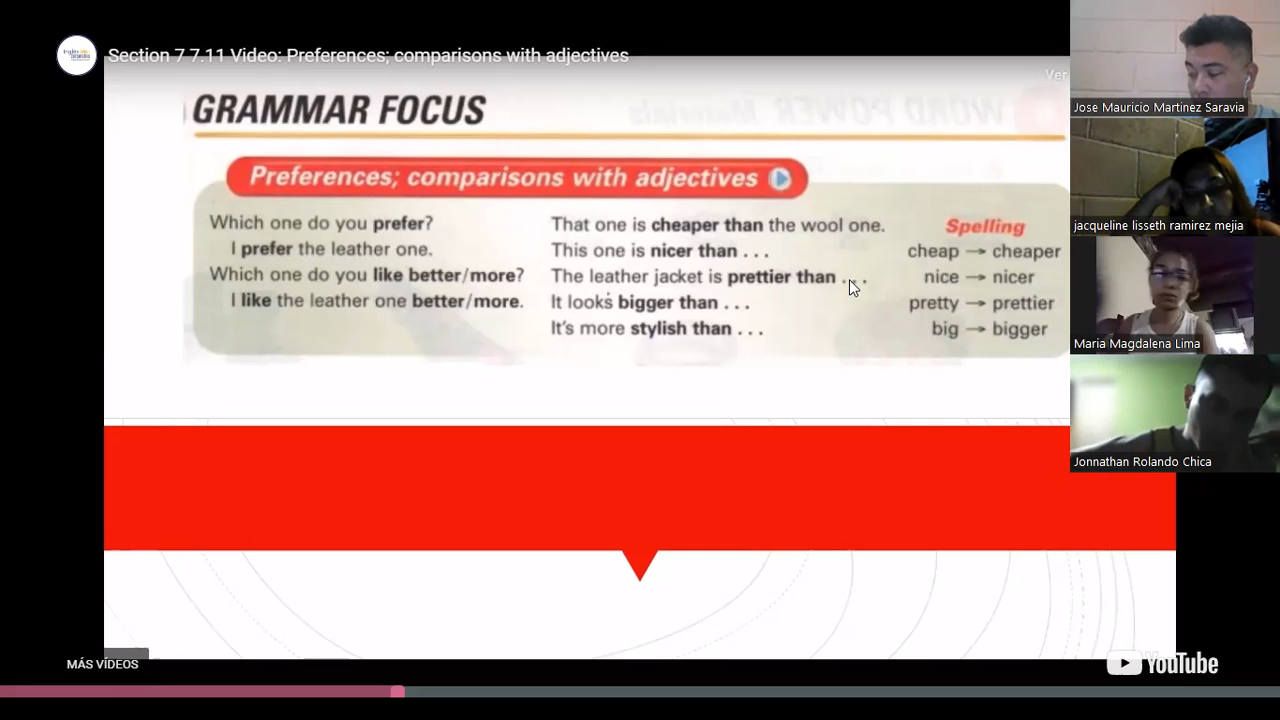 Section 7 7.11 Video: Preferences; comparisons with adjectives
Ver
GRAMMAR FOCUS
WORD POWER Materials
Preferences; comparisons with adjectives
Which one do you prefer?
I prefer the leather one.
Which one do you like better/more?
I like the leather one better/more.
That one is cheaper than the wool one.
This one is nicer than . . .
The leather jacket is prettier than . . .
It looks bigger than . . .
It's more stylish than . . .
Spelling
cheap → cheaper
nice → nicer
pretty → prettier
big → bigger
Jose Mauricio Martinez Saravia
jacqueline lisseth ramirez mejia
Maria Magdalena Lima
Jonnathan Rolando Chica
MÁS VÍDEOS
YouTube